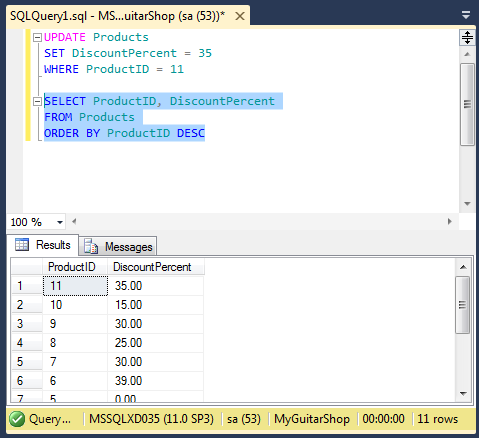 SQLQuery1.sql - MS...uitarShop (sa (53))*
UPDATE Products
SET DiscountPercent = 35
WHERE ProductID = 11
SELECT ProductID, DiscountPercent
FROM Products
ORDER BY ProductID DESC
100 %
Results Messages
ProductID DiscountPercent
1 11 35.00
2 10 15.00
3 9 30.00
4 8 25.00
5 7 30.00
6 6 39.00
7 5 0.00
Query... MSSQLXD035 (11.0 SP3) sa (53) MyGuitarShop 00:00:00 11 rows